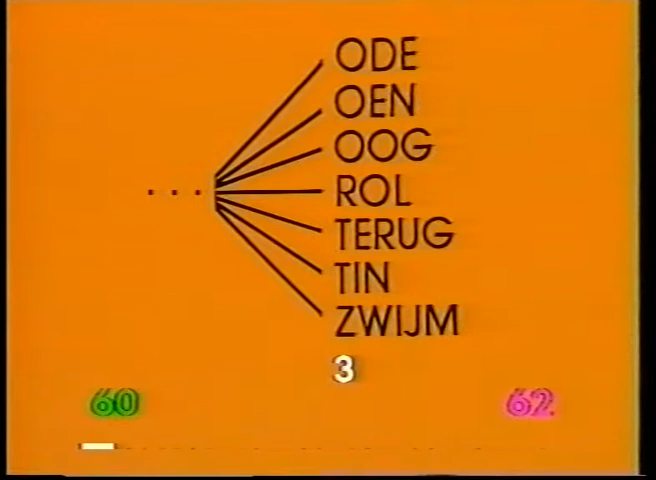 ODE
OEN
OOG
. . . ROL
TERUG
TIN
ZWIJM
3
60 62